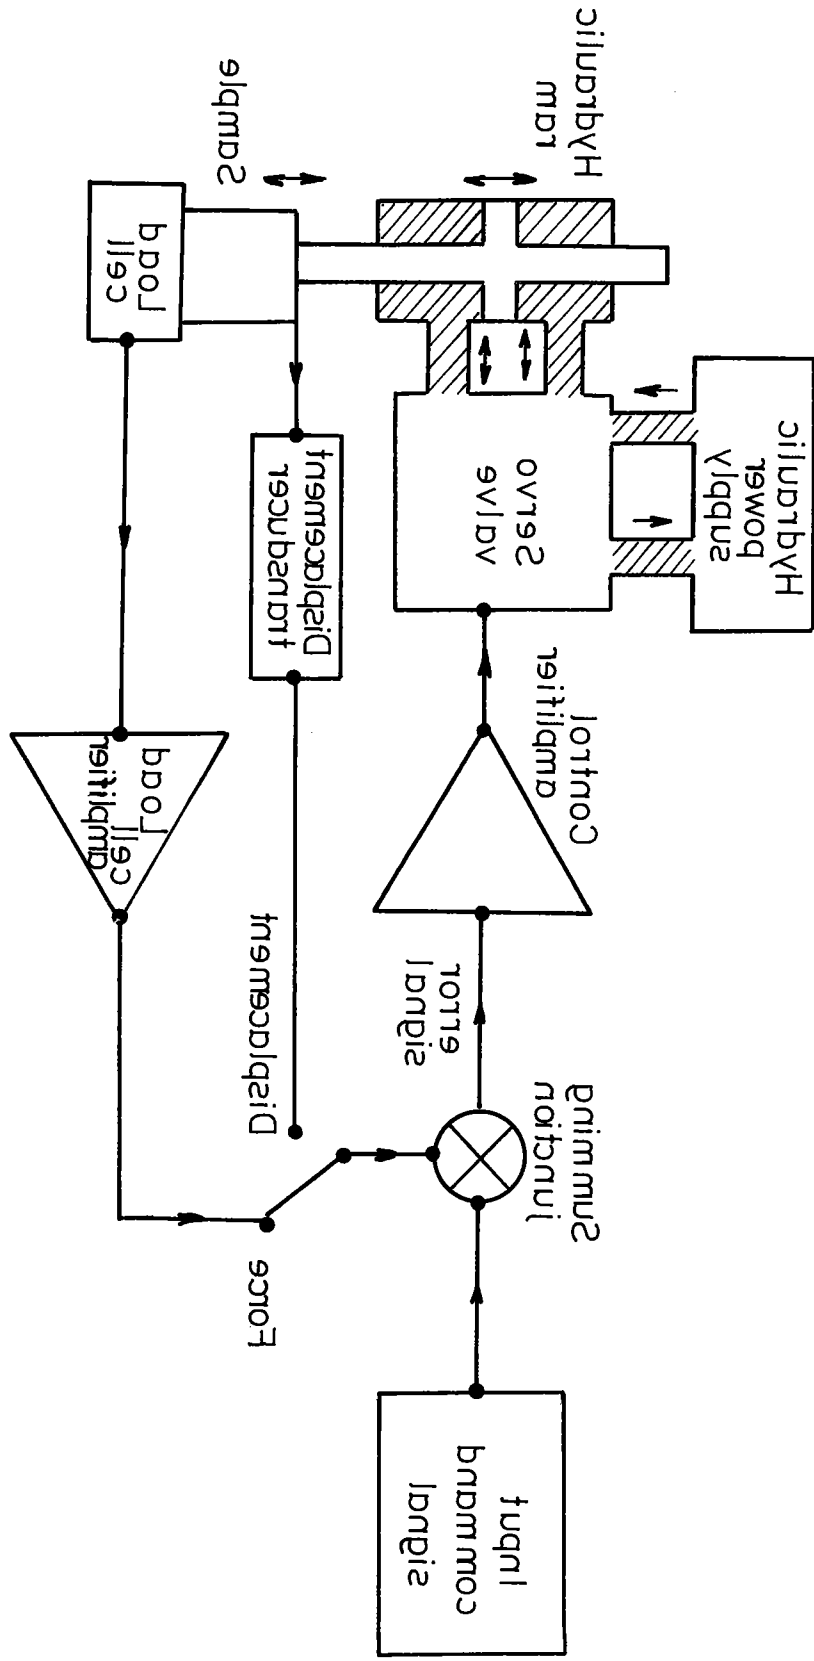 Input
command
signal
Summing
junction
error
signal
Control
amplifier
Servo
valve
Hydraulic
power
supply
Hydraulic
ram
Sample
Load
cell
Displacement
transducer
Load
cell
amplifier
Displacement
Force